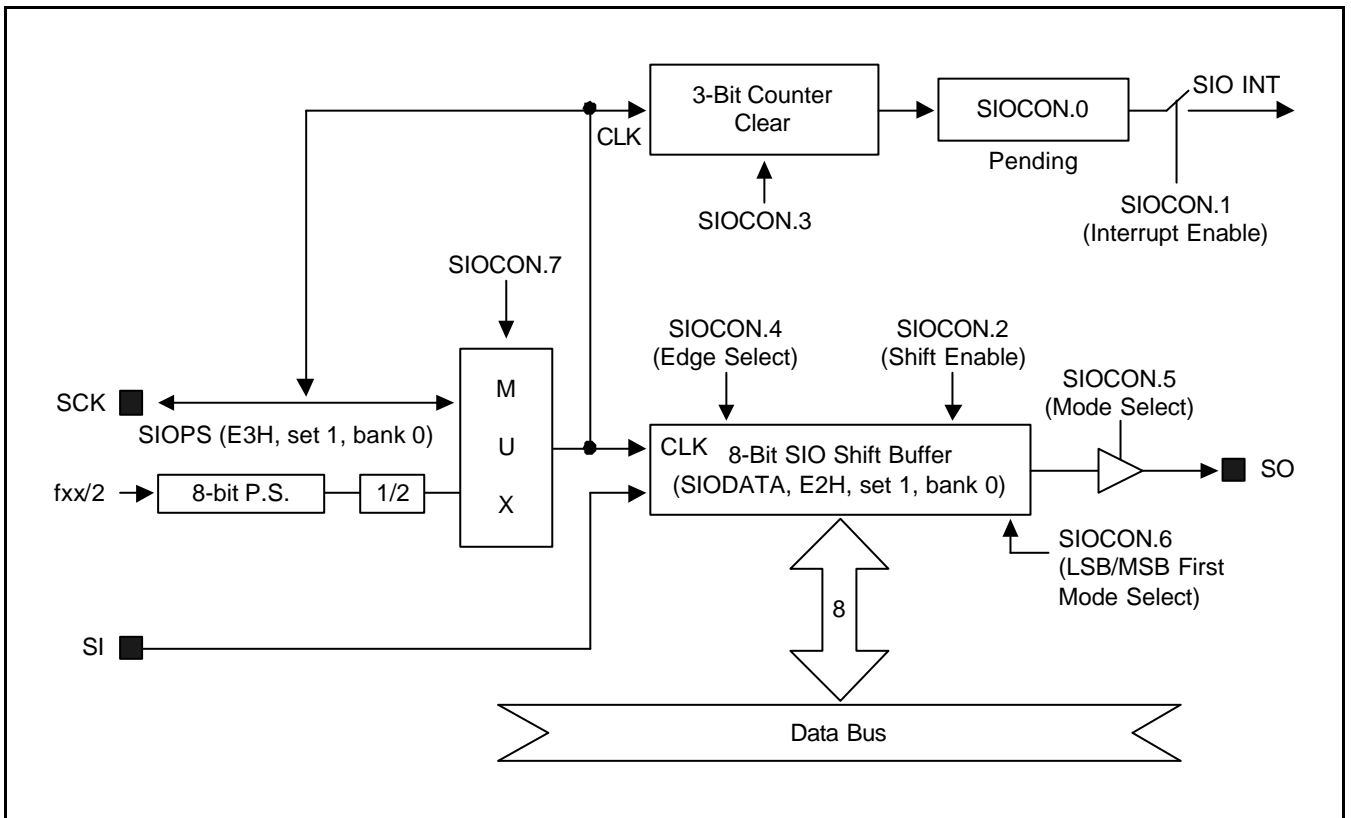 3-Bit Counter
Clear
CLK
SIOCON.0
Pending
SIO INT
SIOCON.3
SIOCON.1
(Interrupt Enable)
SIOCON.7
SIOCON.4
(Edge Select)
SIOCON.2
(Shift Enable)
SIOCON.5
(Mode Select)
SCK
SIOPS (E3H, set 1, bank 0)
fxx/2
8-bit P.S.
1/2
M
U
X
CLK
8-Bit SIO Shift Buffer
(SIODATA, E2H, set 1, bank 0)
SO
SIOCON.6
(LSB/MSB First
Mode Select)
8
SI
Data Bus